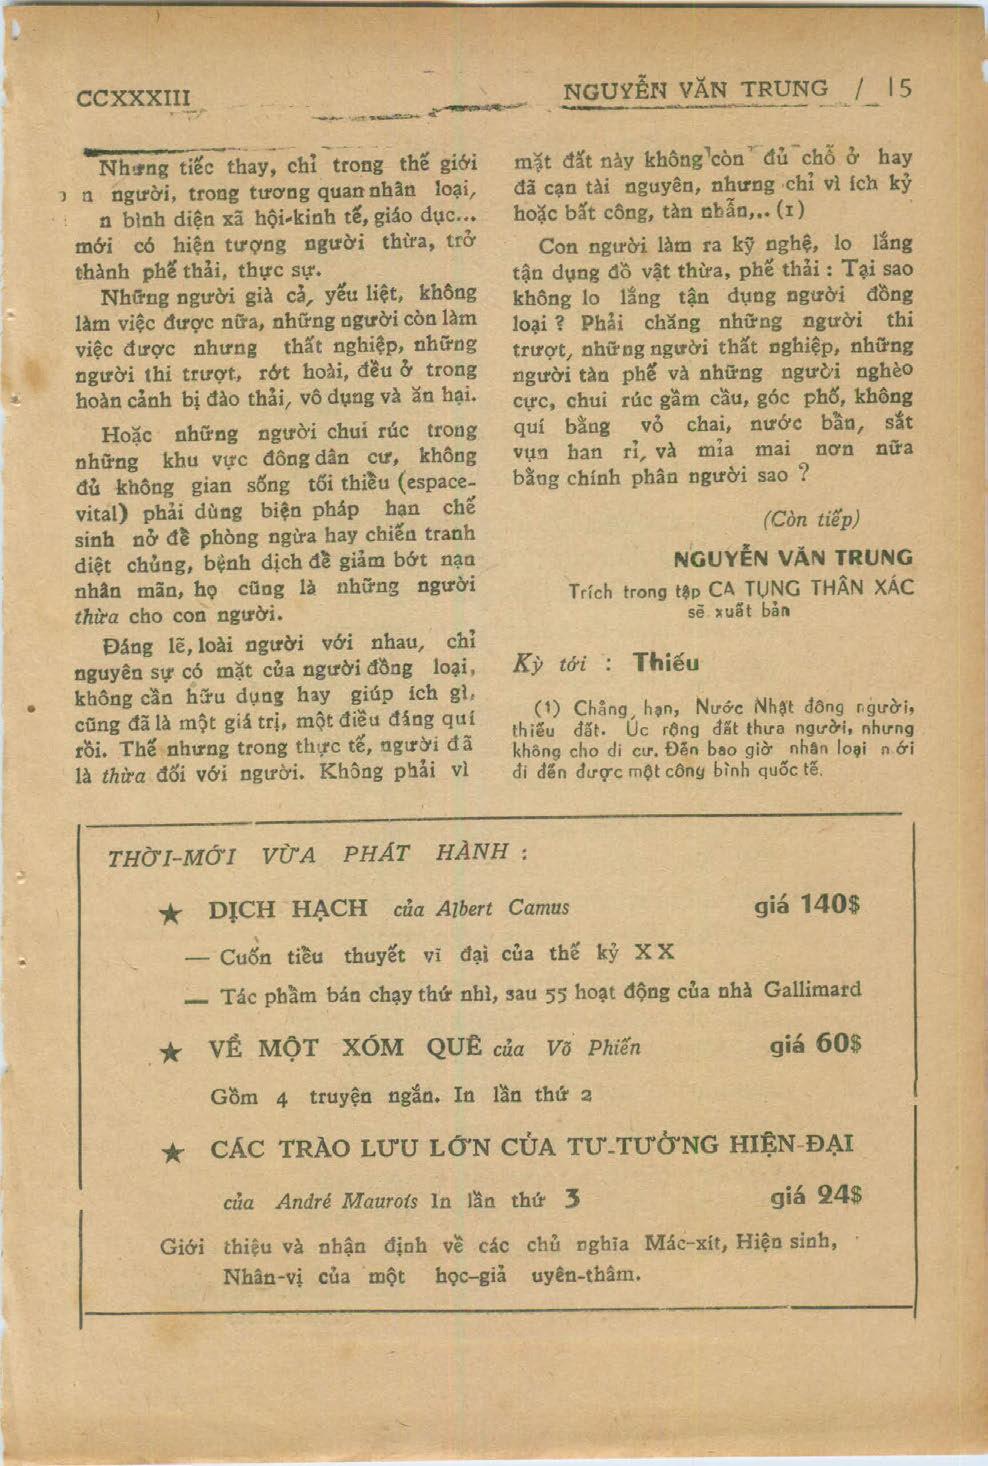 CCXXXIII
NGUYỄN VĂN TRUNG / 15
Những tiếc thay, chỉ trong thế giới
n người, trong tương quan nhân loại,
n bình diện xã hội-kinh tế, giáo dục...
mới có hiện tượng người thừa, trở
thành phế thải, thực sự.
Những người già cả, yếu liệt, không
làm việc được nữa, những người còn làm
việc được nhưng thất nghiệp, những
người thi trượt, rớt hoài, đều ở trong
hoàn cảnh bị đào thải, vô dụng và ăn hại.
Hoặc những người chui rúc trong
những khu vực đông dân cư, không
đủ không gian sống tối thiểu (espace-
vital) phải dùng biện pháp hạn chế
sinh nở để phòng ngừa hay chiến tranh
diệt chủng, bệnh dịch để giảm bớt nạn
nhân mãn, họ cũng là những người
thừa cho con người.
Đáng lẽ, loài người với nhau, chỉ
nguyên sự có mặt của người đồng loại,
không cần hữu dụng hay giúp ích gì,
cũng đã là một giá trị, một điều đáng quí
rồi. Thế nhưng trong thực tế, người đã
là thừa đối với người. Không phải vì
mặt đất này không còn đủ chỗ ở hay
đã cạn tài nguyên, nhưng chỉ vì ích kỷ
hoặc bất công, tàn nhẫn,.. (1)
Con người làm ra kỹ nghệ, lo lắng
tận dụng đồ vật thừa, phế thải : Tại sao
không lo lắng tận dụng người đồng
loại ? Phải chăng những người thi
trượt, những người thất nghiệp, những
người tàn phế và những người nghèo
cực, chui rúc gầm cầu, góc phố, không
quí bằng vỏ chai, nước bẩn, sắt
vụn han rỉ, và mỉa mai hơn nữa
bằng chính phân người sao ?
(Còn tiếp)
NGUYỄN VĂN TRUNG
Trích trong tập CA TỤNG THÂN XÁC
sẽ xuất bản
Kỳ tới : Thiếu
(1) Chẳng hạn, Nước Nhật đông người,
thiếu đất. Úc rộng đất thưa người, nhưng
không cho di cư. Đến bao giờ nhân loại mới
đi đến được một công bình quốc tế.
THỜI-MỚI VỪA PHÁT HÀNH :
★ DỊCH HẠCH của Albert Camus giá 140$
— Cuốn tiểu thuyết vĩ đại của thế kỷ XX
— Tác phẩm bán chạy thứ nhì, sau 55 hoạt động của nhà Gallimard
★ VỀ MỘT XÓM QUÊ của Võ Phiến giá 60$
Gồm 4 truyện ngắn. In lần thứ 2
★ CÁC TRÀO LƯU LỚN CỦA TƯ-TƯỞNG HIỆN-ĐẠI
của André Maurois In lần thứ 3 giá 24$
Giới thiệu và nhận định về các chủ nghĩa Mác-xít, Hiện sinh,
Nhân-vị của một học-giả uyên-thâm.